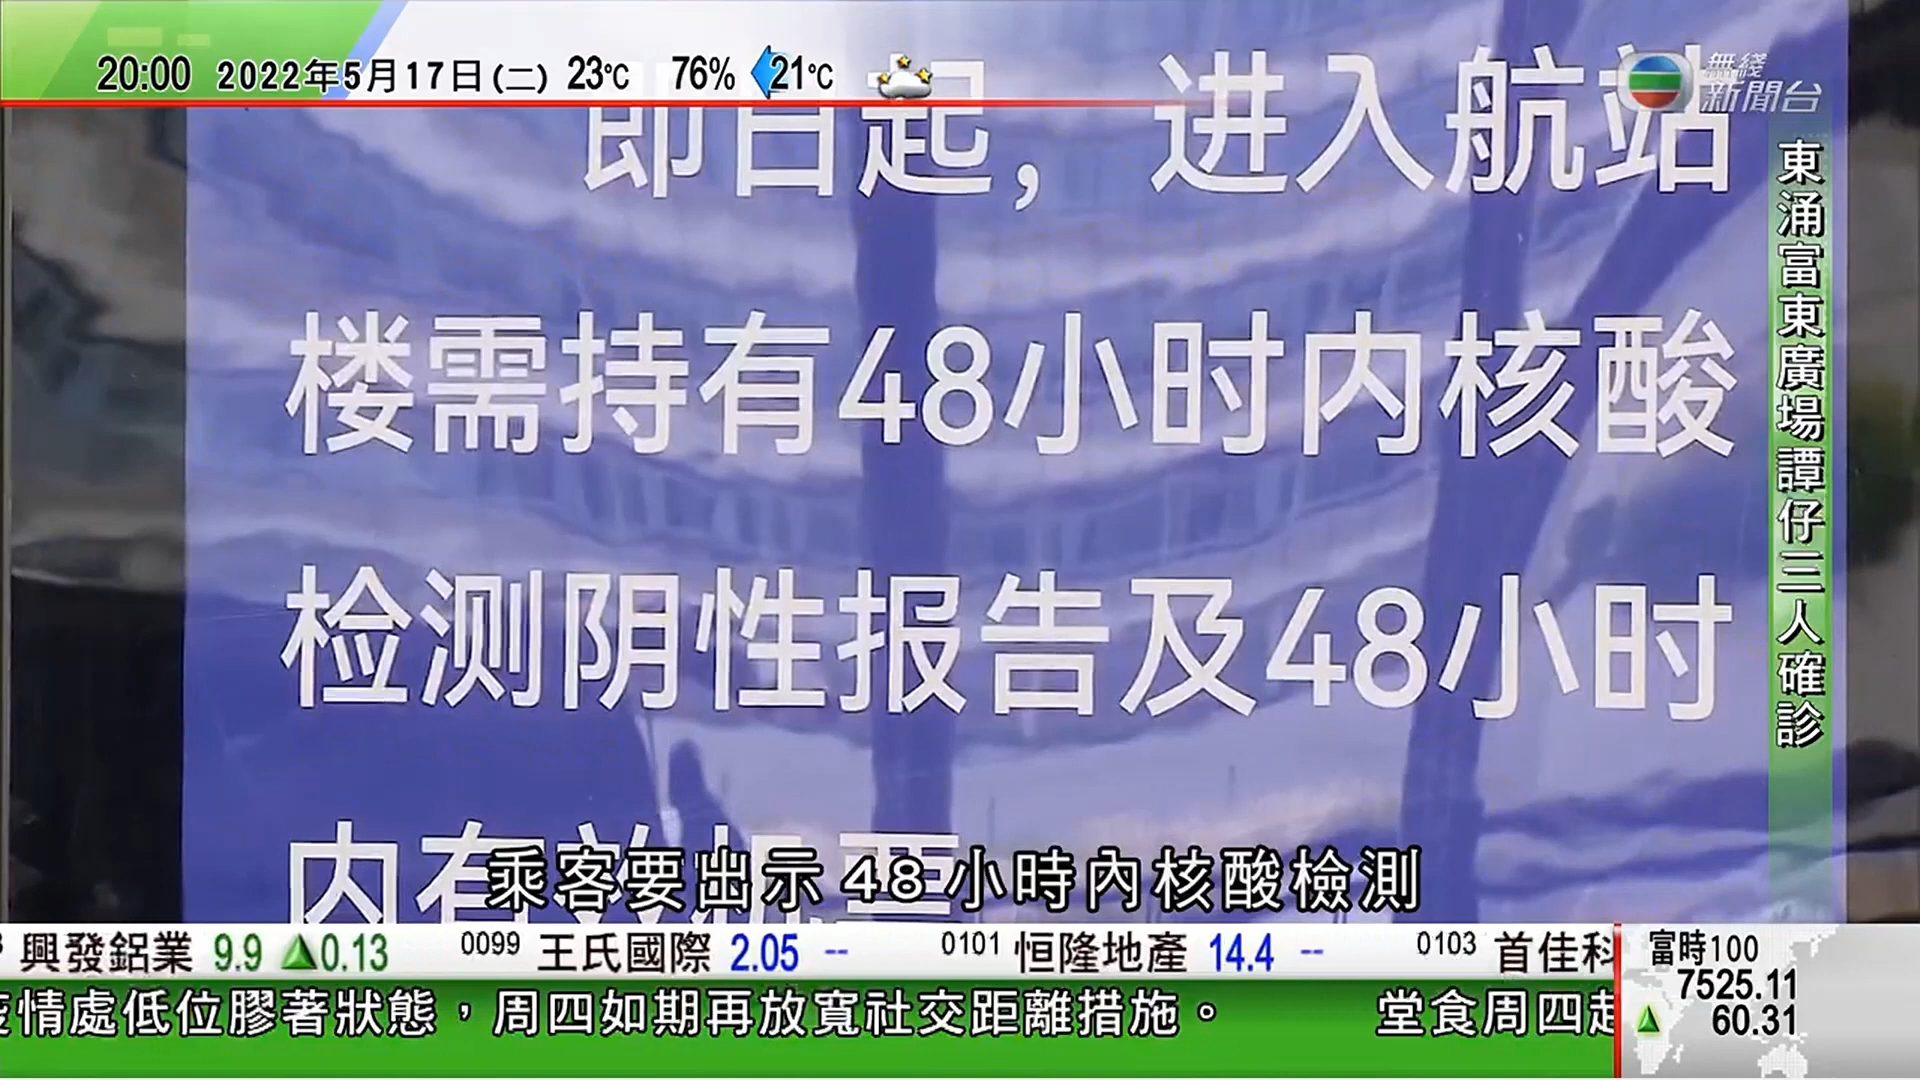 20:00 2022年5月17日(二) 23℃ 76% 21℃
無綫
新聞台
即日起，进入航站
楼需持有48小时内核酸
检测阴性报告及48小时
内有效机票
東涌富東廣場譚仔三人確診
乘客要出示48小時內核酸檢測
興發鋁業 9.9 ▲0.13 0099 王氏國際 2.05 -- 0101 恒隆地產 14.4 -- 0103 首佳科
情處低位膠著狀態，周四如期再放寬社交距離措施。 堂食周四起
富時100
7525.11
▲ 60.31